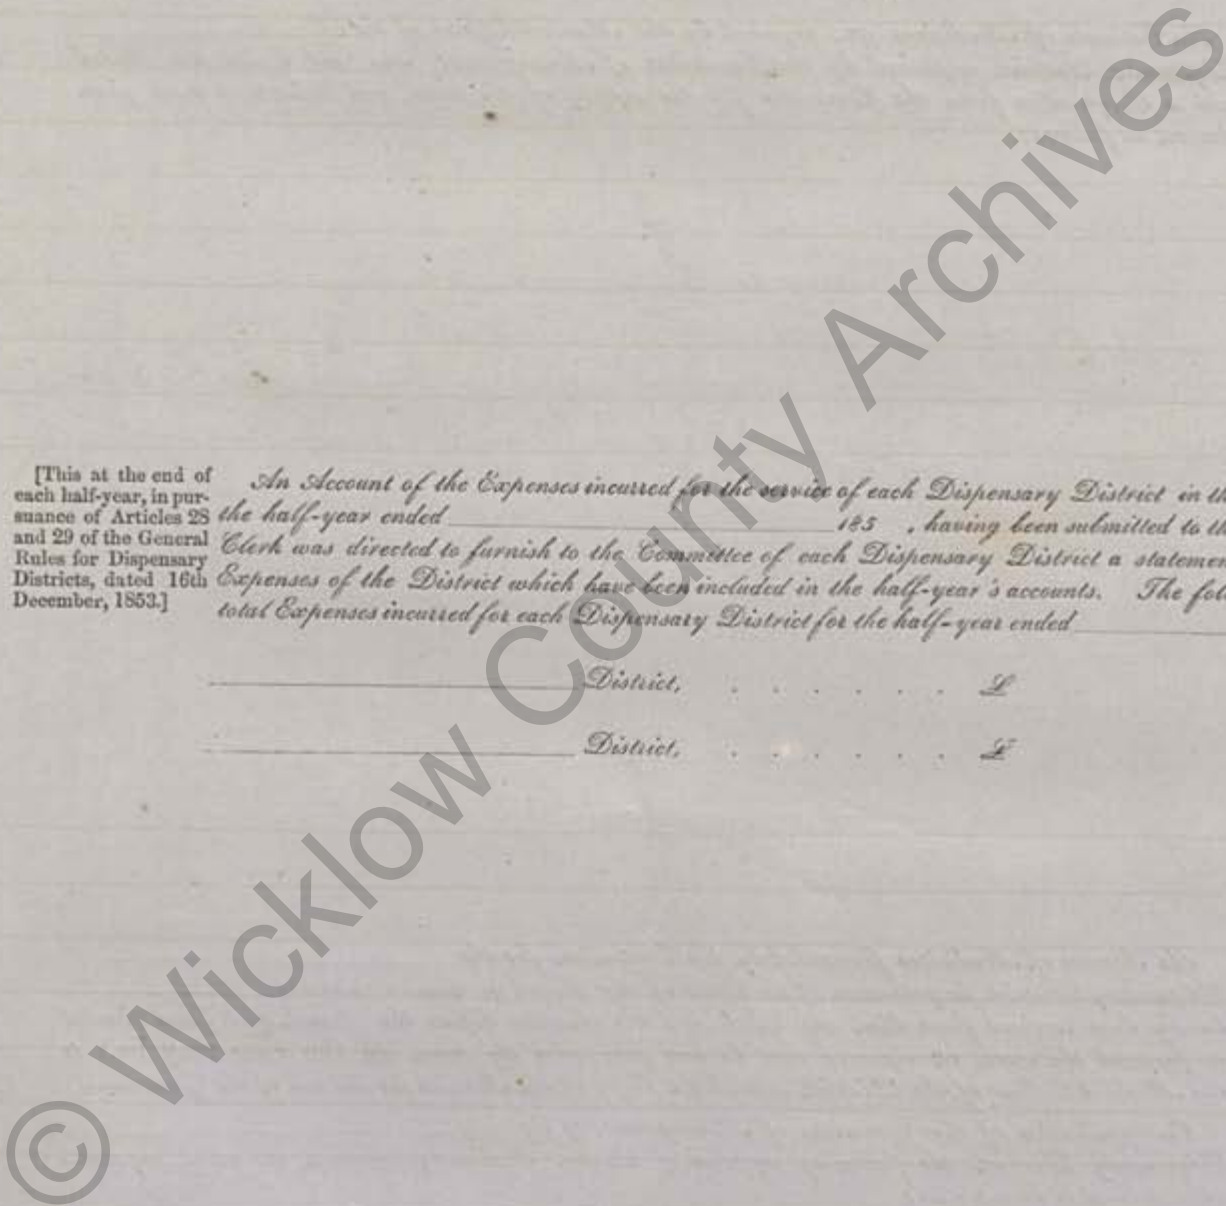 [This at the end of
each half-year, in pur-
suance of Articles 28
and 29 of the General
Rules for Dispensary
Districts, dated 16th
December, 1853.]
An Account of the Expenses incurred for the service of each Dispensary District in the
the half-year ended 185 , having been submitted to the
Clerk was directed to furnish to the Committee of each Dispensary District a statemen
Expenses of the District which have been included in the half-year's accounts. The foll
total Expenses incurred for each Dispensary District for the half-year ended
District, . . . . . . £
District, . . . . . . £
© Wicklow County Archives